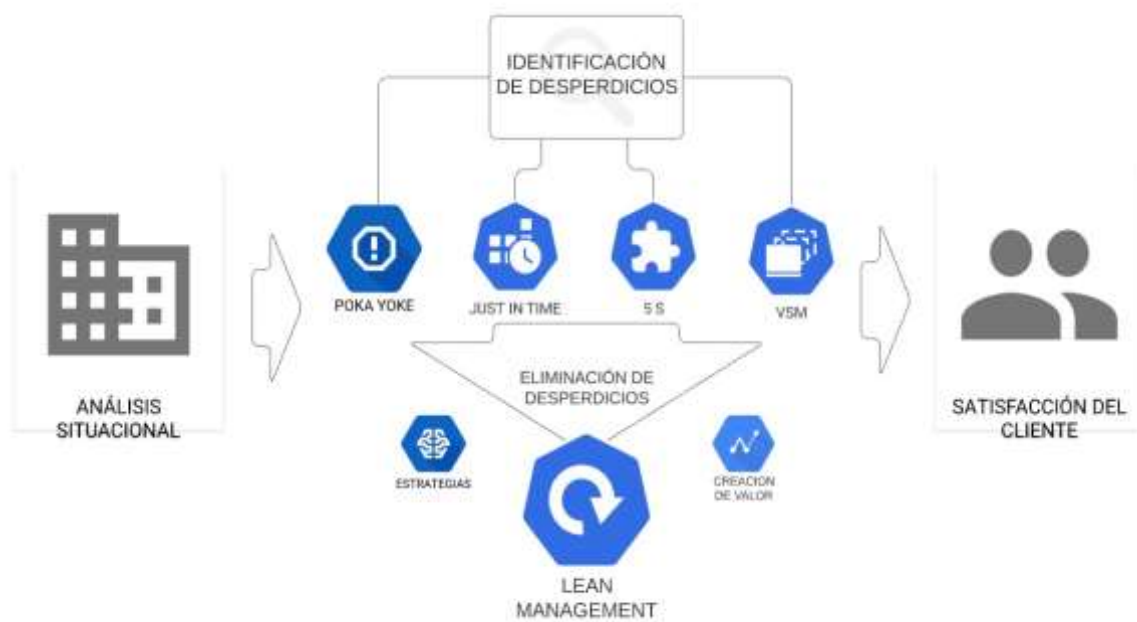 IDENTIFICACIÓN
DE DESPERDICIOS
POKA YOKE
JUST IN TIME
5 S
VSM
ANÁLISIS
SITUACIONAL
ELIMINACIÓN DE
DESPERDICIOS
SATISFACCIÓN DEL
CLIENTE
ESTRATEGIAS
CREACION
DE VALOR
LEAN
MANAGEMENT